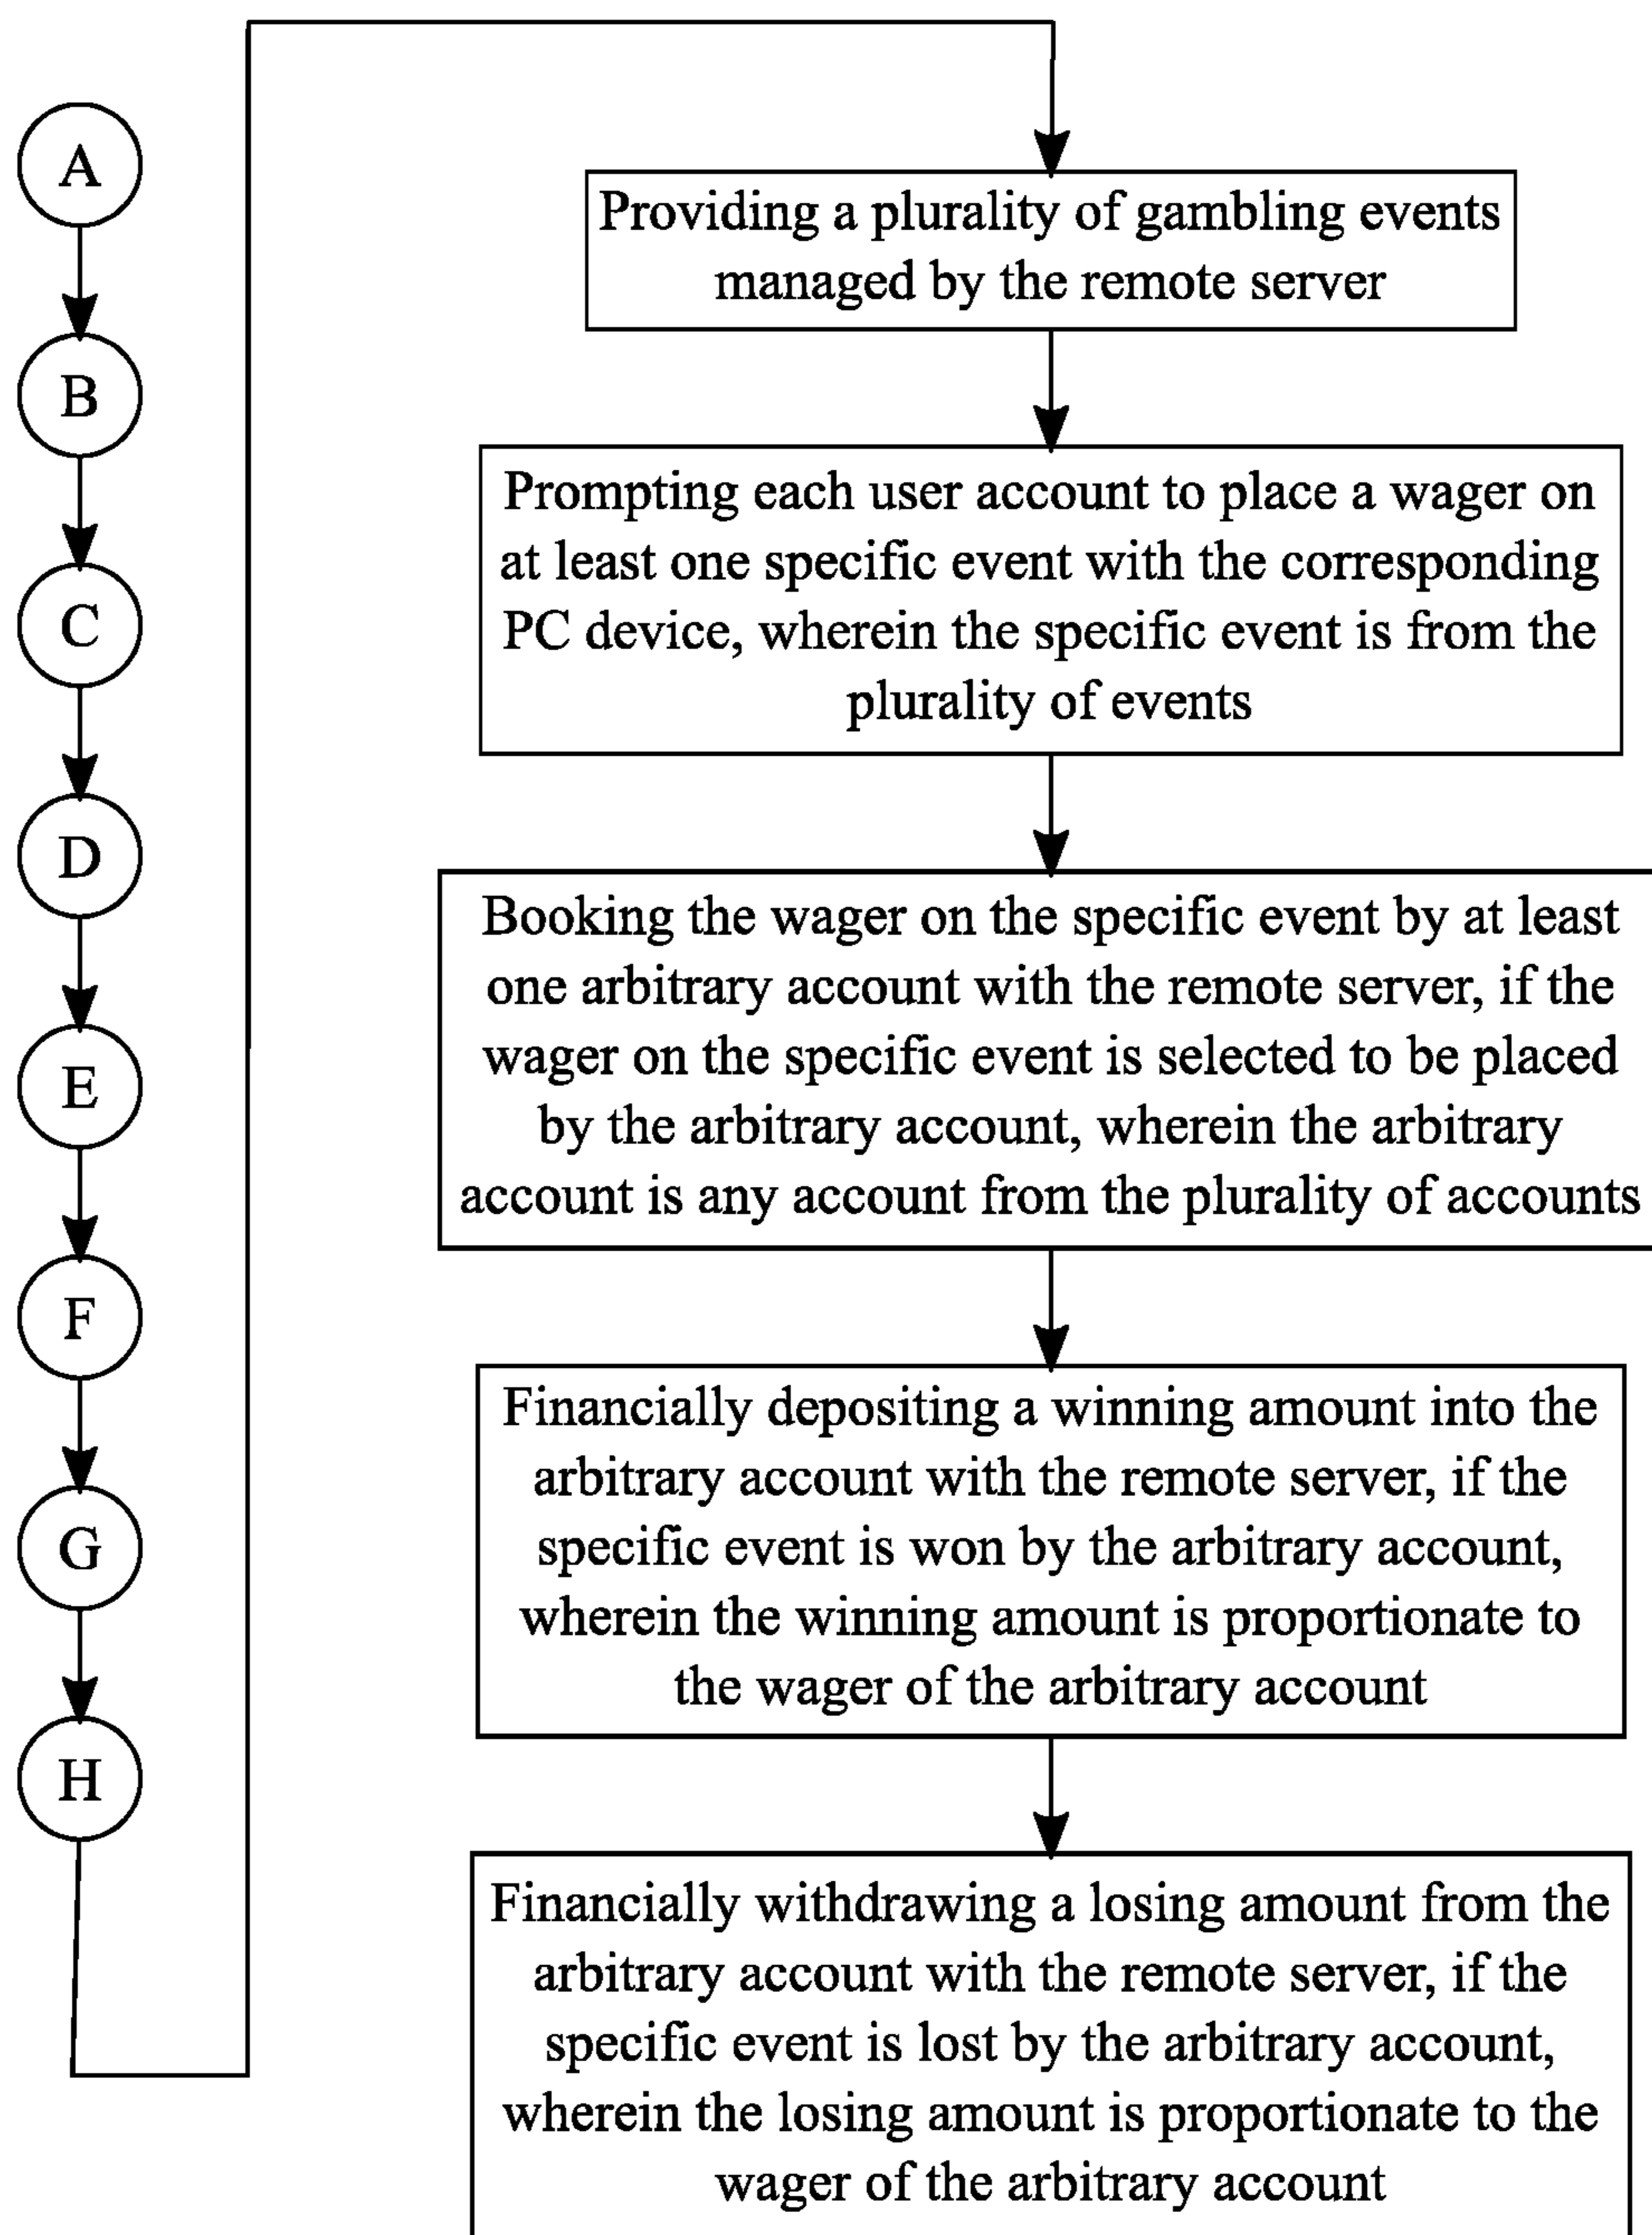 A
B
C
D
E
F
G
H
Providing a plurality of gambling events
managed by the remote server
Prompting each user account to place a wager on
at least one specific event with the corresponding
PC device, wherein the specific event is from the
plurality of events
Booking the wager on the specific event by at least
one arbitrary account with the remote server, if the
wager on the specific event is selected to be placed
by the arbitrary account, wherein the arbitrary
account is any account from the plurality of accounts
Financially depositing a winning amount into the
arbitrary account with the remote server, if the
specific event is won by the arbitrary account,
wherein the winning amount is proportionate to
the wager of the arbitrary account
Financially withdrawing a losing amount from the
arbitrary account with the remote server, if the
specific event is lost by the arbitrary account,
wherein the losing amount is proportionate to the
wager of the arbitrary account